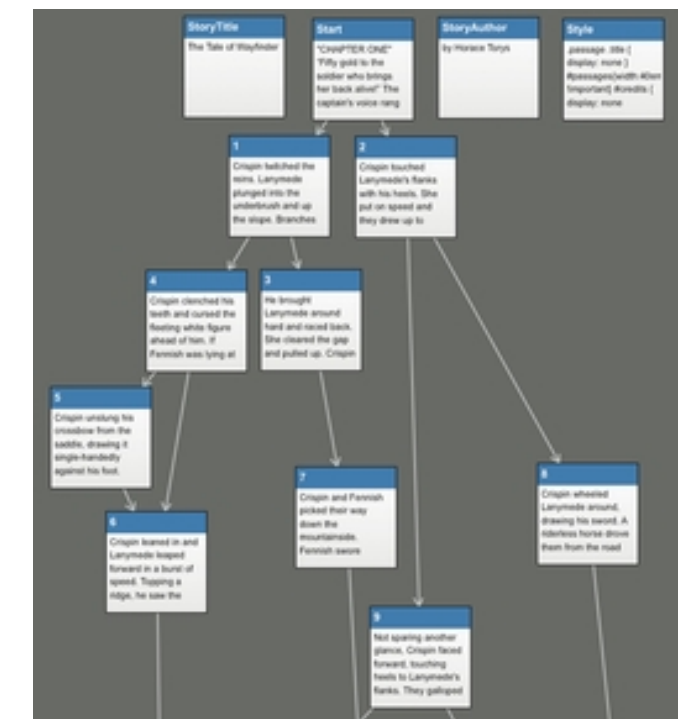 StoryTitle
The Tale of Wayfinder
Start
"CHAPTER ONE"
"Fifty gold to the
soldier who brings
her back alive!" The
captain's voice rang
StoryAuthor
by Horace Torys
Style
.passage .title {
display: none }
#passages{width:40em
!important} #credits {
display: none
1
Crispin twitched the
reins. Lanymede
plunged into the
underbrush and up
the slope. Branches
2
Crispin touched
Lanymede's flanks
with his heels. She
put on speed and
they drew up to
4
Crispin clenched his
teeth and cursed the
fleeting white figure
ahead of him. If
Fennish was lying at
3
He brought
Lanymede around
hard and raced back.
She cleared the gap
and pulled up. Crispin
5
Crispin unslung his
crossbow from the
saddle, drawing it
single-handedly
against his foot.
7
Crispin and Fennish
picked their way
down the
mountainside.
Fennish swore
8
Crispin wheeled
Lanymede around,
drawing his sword. A
riderless horse drove
them from the road
6
Crispin leaned in and
Lanymede leaped
forward in a burst of
speed. Topping a
ridge, he saw the
9
Not sparing another
glance, Crispin faced
forward, touching
heels to Lanymede's
flanks. They galloped